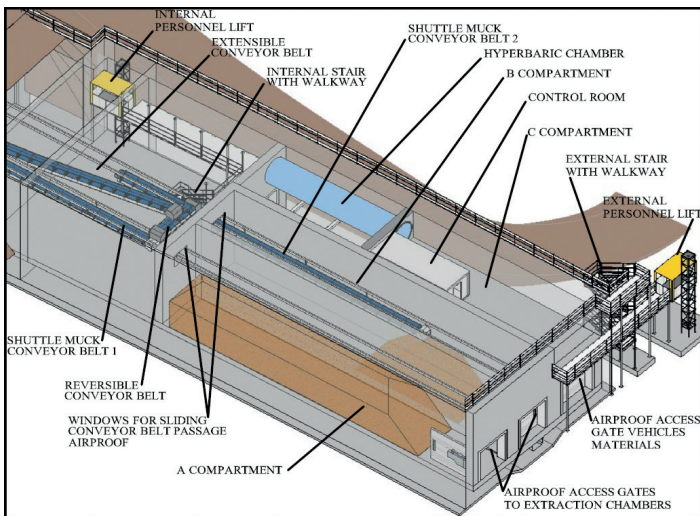 INTERNAL
PERSONNEL LIFT
EXTENSIBLE
CONVEYOR BELT
INTERNAL STAIR
WITH WALKWAY
SHUTTLE MUCK
CONVEYOR BELT 2
HYPERBARIC CHAMBER
B COMPARTMENT
CONTROL ROOM
C COMPARTMENT
EXTERNAL STAIR
WITH WALKWAY
EXTERNAL
PERSONNEL LIFT
SHUTTLE MUCK
CONVEYOR BELT 1
REVERSIBLE
CONVEYOR BELT
WINDOWS FOR SLIDING
CONVEYOR BELT PASSAGE
AIRPROOF
A COMPARTMENT
AIRPROOF ACCESS
GATE VEHICLES
MATERIALS
AIRPROOF ACCESS GATES
TO EXTRACTION CHAMBERS